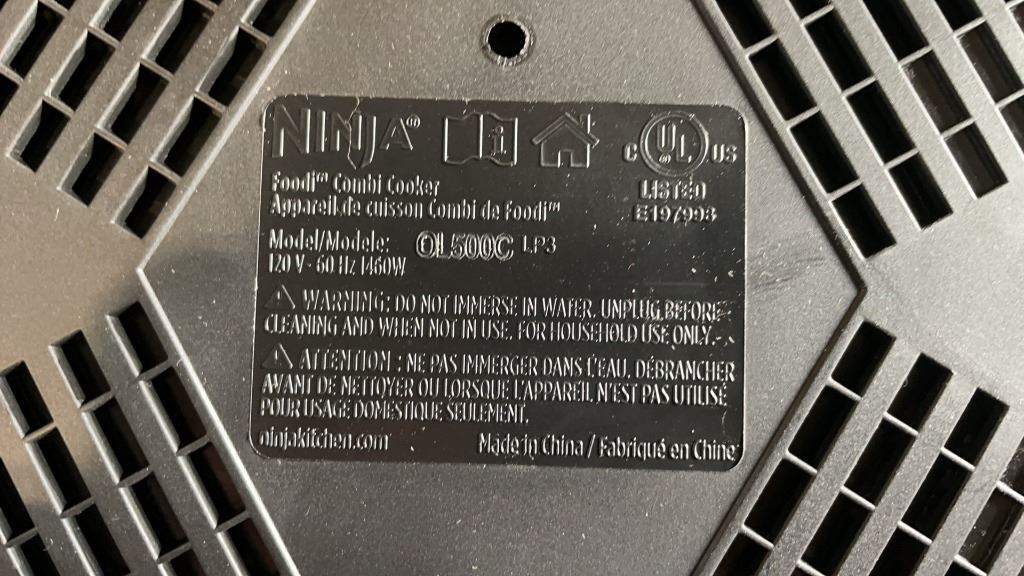 NINJA®
C UL® US
LISTED
E197993
Foodi™ Combi Cooker
Appareil de cuisson Combi de Foodi™
Model/Modele: OL500C LP3
120 V - 60 Hz 1460W
WARNING: DO NOT IMMERSE IN WATER. UNPLUG BEFORE
CLEANING AND WHEN NOT IN USE. FOR HOUSEHOLD USE ONLY.
ATTENTION : NE PAS IMMERGER DANS L'EAU. DÉBRANCHER
AVANT DE NETTOYER OU LORSQUE L'APPAREIL N'EST PAS UTILISÉ
POUR USAGE DOMESTIQUE SEULEMENT.
ninjakitchen.com Made in China / Fabriqué en Chine